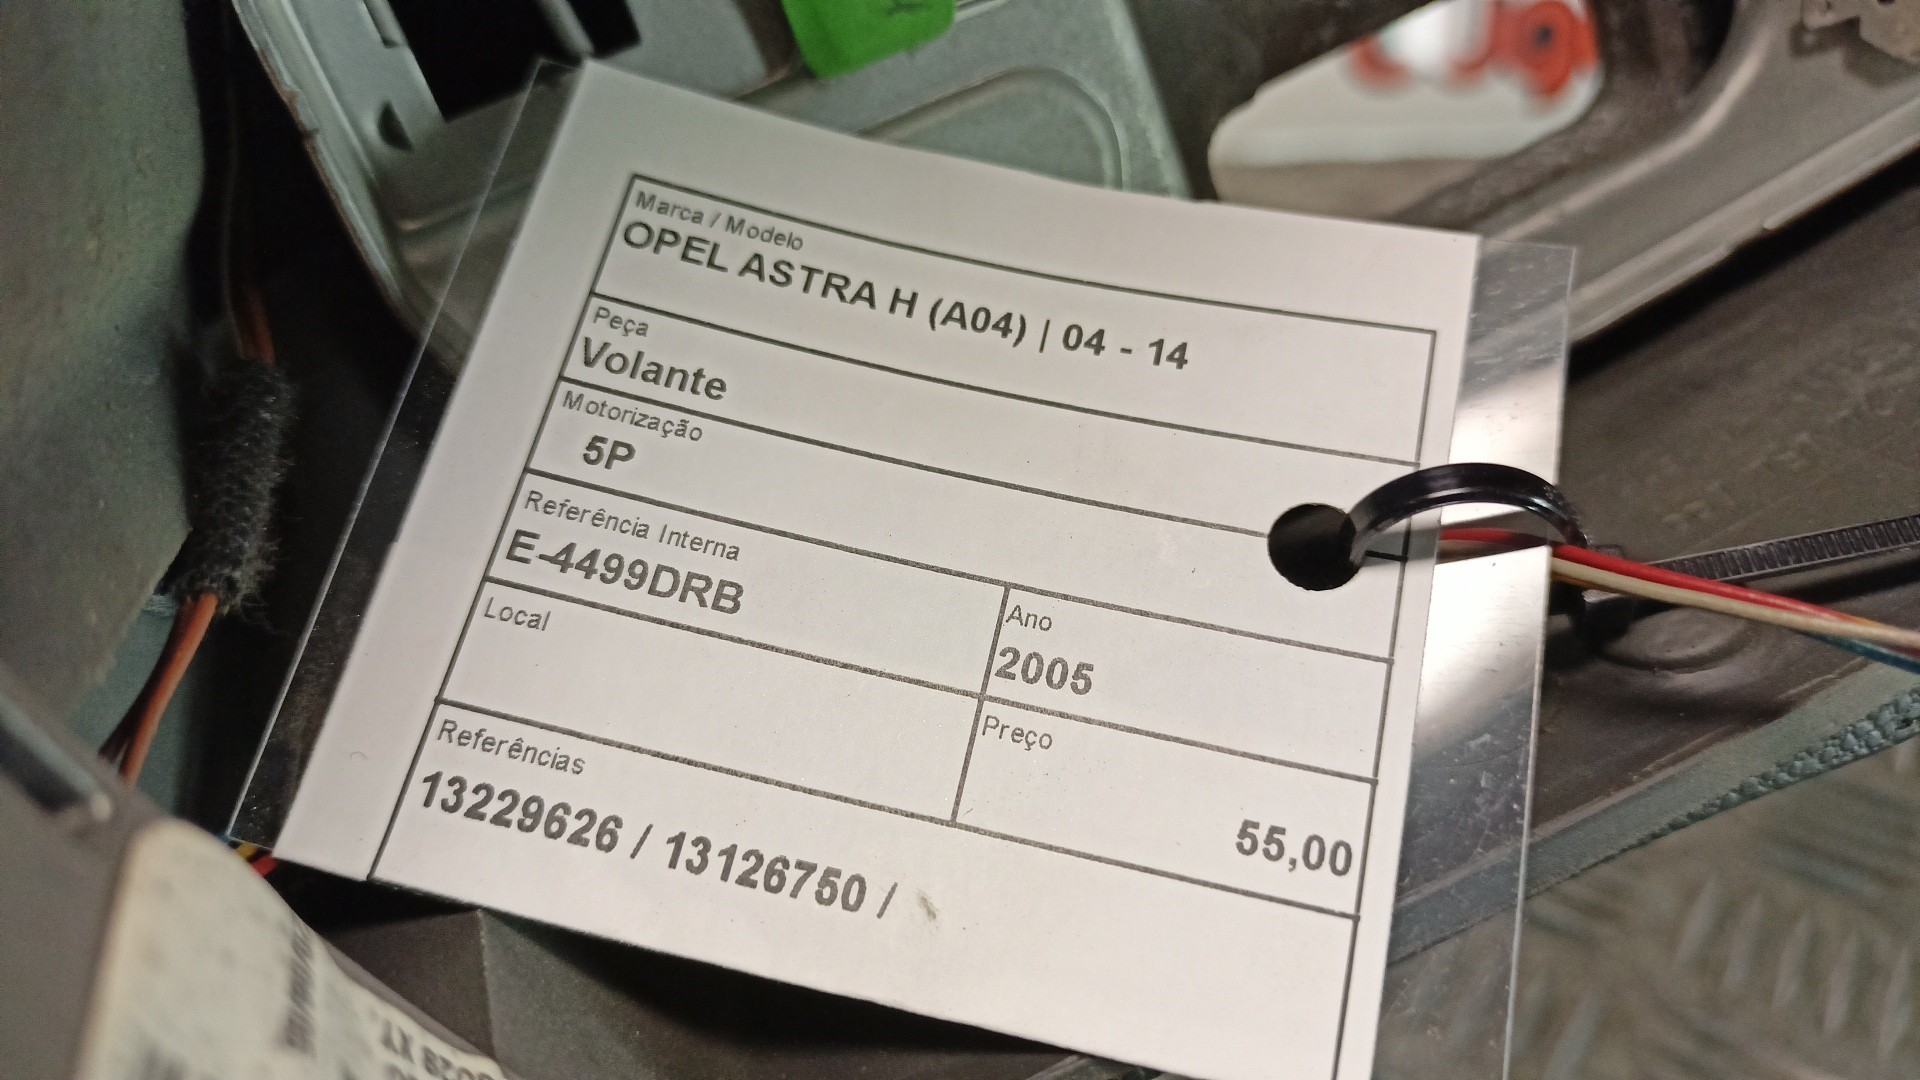 Marca / Modelo
OPEL ASTRA H (A04) | 04 - 14
Peça
Volante
Motorização
5P
Referência Interna
E-4499DRB
Ano
2005
Local
Preço
55,00
Referências
13229626 / 13126750 /